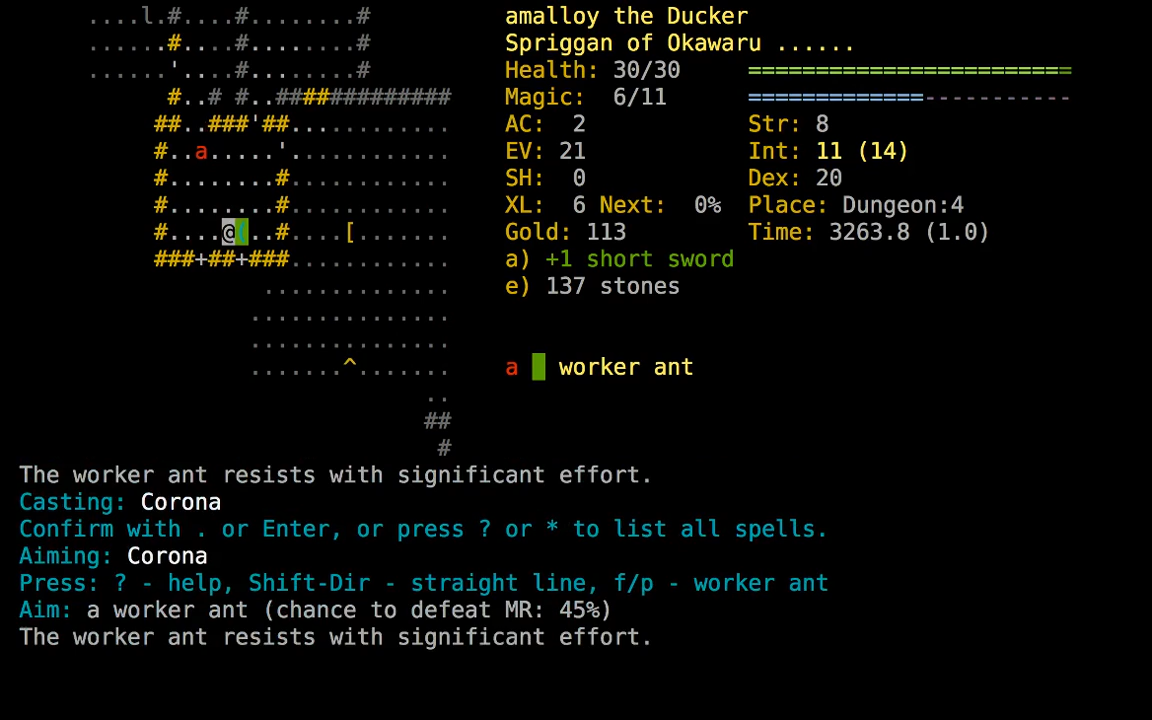 ....l.#....#........#
......#....#........#
......'....#........#
#..# #..#############
##..###'##............
#..a.....'............
#........#............
#........#............
#....@(..#....[.......
###+##+###............
..............
...............
...............
.......^.......
..
##
#
amalloy the Ducker
Spriggan of Okawaru ......
Health: 30/30 ========================
Magic: 6/11 =============-----------
AC: 2 Str: 8
EV: 21 Int: 11 (14)
SH: 0 Dex: 20
XL: 6 Next: 0% Place: Dungeon:4
Gold: 113 Time: 3263.8 (1.0)
a) +1 short sword
e) 137 stones
a worker ant
The worker ant resists with significant effort.
Casting: Corona
Confirm with . or Enter, or press ? or * to list all spells.
Aiming: Corona
Press: ? - help, Shift-Dir - straight line, f/p - worker ant
Aim: a worker ant (chance to defeat MR: 45%)
The worker ant resists with significant effort.